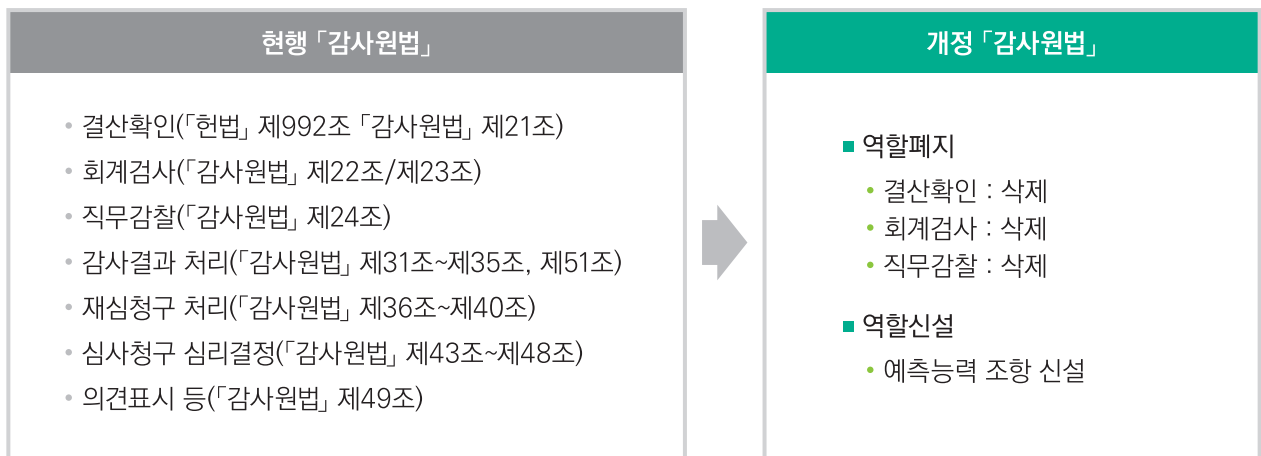 현행 「감사원법」
• 결산확인(「헌법」 제992조 「감사원법」 제21조)
• 회계검사(「감사원법」 제22조/제23조)
• 직무감찰(「감사원법」 제24조)
• 감사결과 처리(「감사원법」 제31조~제35조, 제51조)
• 재심청구 처리(「감사원법」 제36조~제40조)
• 심사청구 심리결정(「감사원법」 제43조~제48조)
• 의견표시 등(「감사원법」 제49조)
개정 「감사원법」
■ 역할폐지
• 결산확인 : 삭제
• 회계검사 : 삭제
• 직무감찰 : 삭제
■ 역할신설
• 예측능력 조항 신설